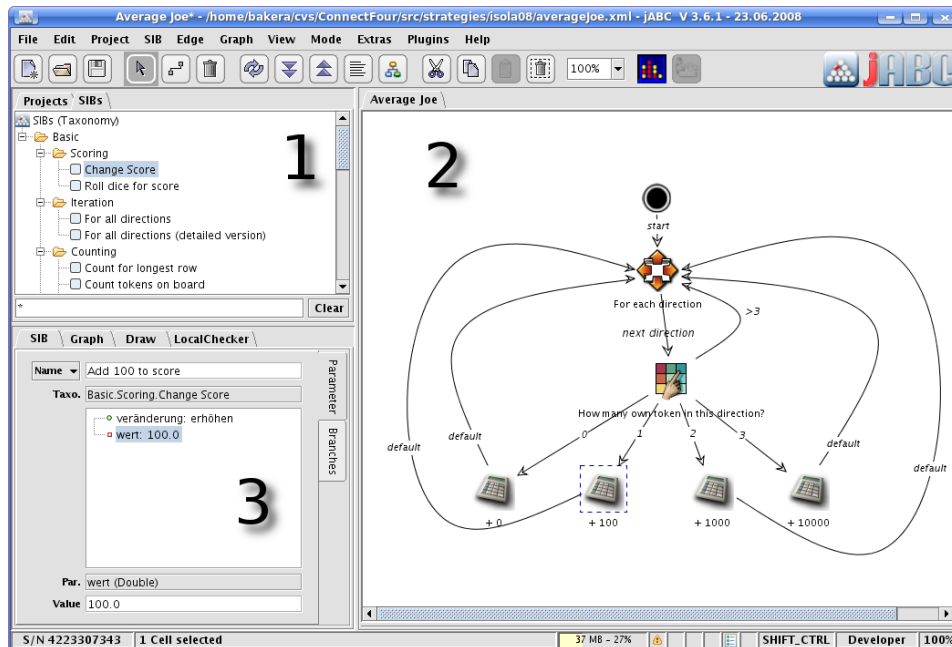 Average Joe* - /home/bakera/cvs/ConnectFour/src/strategies/isola08/averageJoe.xml - jABC V 3.6.1 - 23.06.2008
File Edit Project SIB Edge Graph View Mode Extras Plugins Help
100% jABC
Projects SIBs
SIBs (Taxonomy)
Basic
Scoring
Change Score
Roll dice for score
Iteration
For all directions
For all directions (detailed version)
Counting
Count for longest row
Count tokens on board
1
* Clear
SIB Graph Draw LocalChecker
Name Add 100 to score
Taxo. Basic.Scoring.Change Score
veränderung: erhöhen
wert: 100.0
3
Parameter
Branches
Par. wert (Double)
Value 100.0
Average Joe
2
start
For each direction
>3
next direction
How many own token in this direction?
0 1 2 3
default default default default
+ 0 + 100 + 1000 + 10000
S/N 4223307343 1 Cell selected 37 MB - 27% SHIFT_CTRL Developer 100%